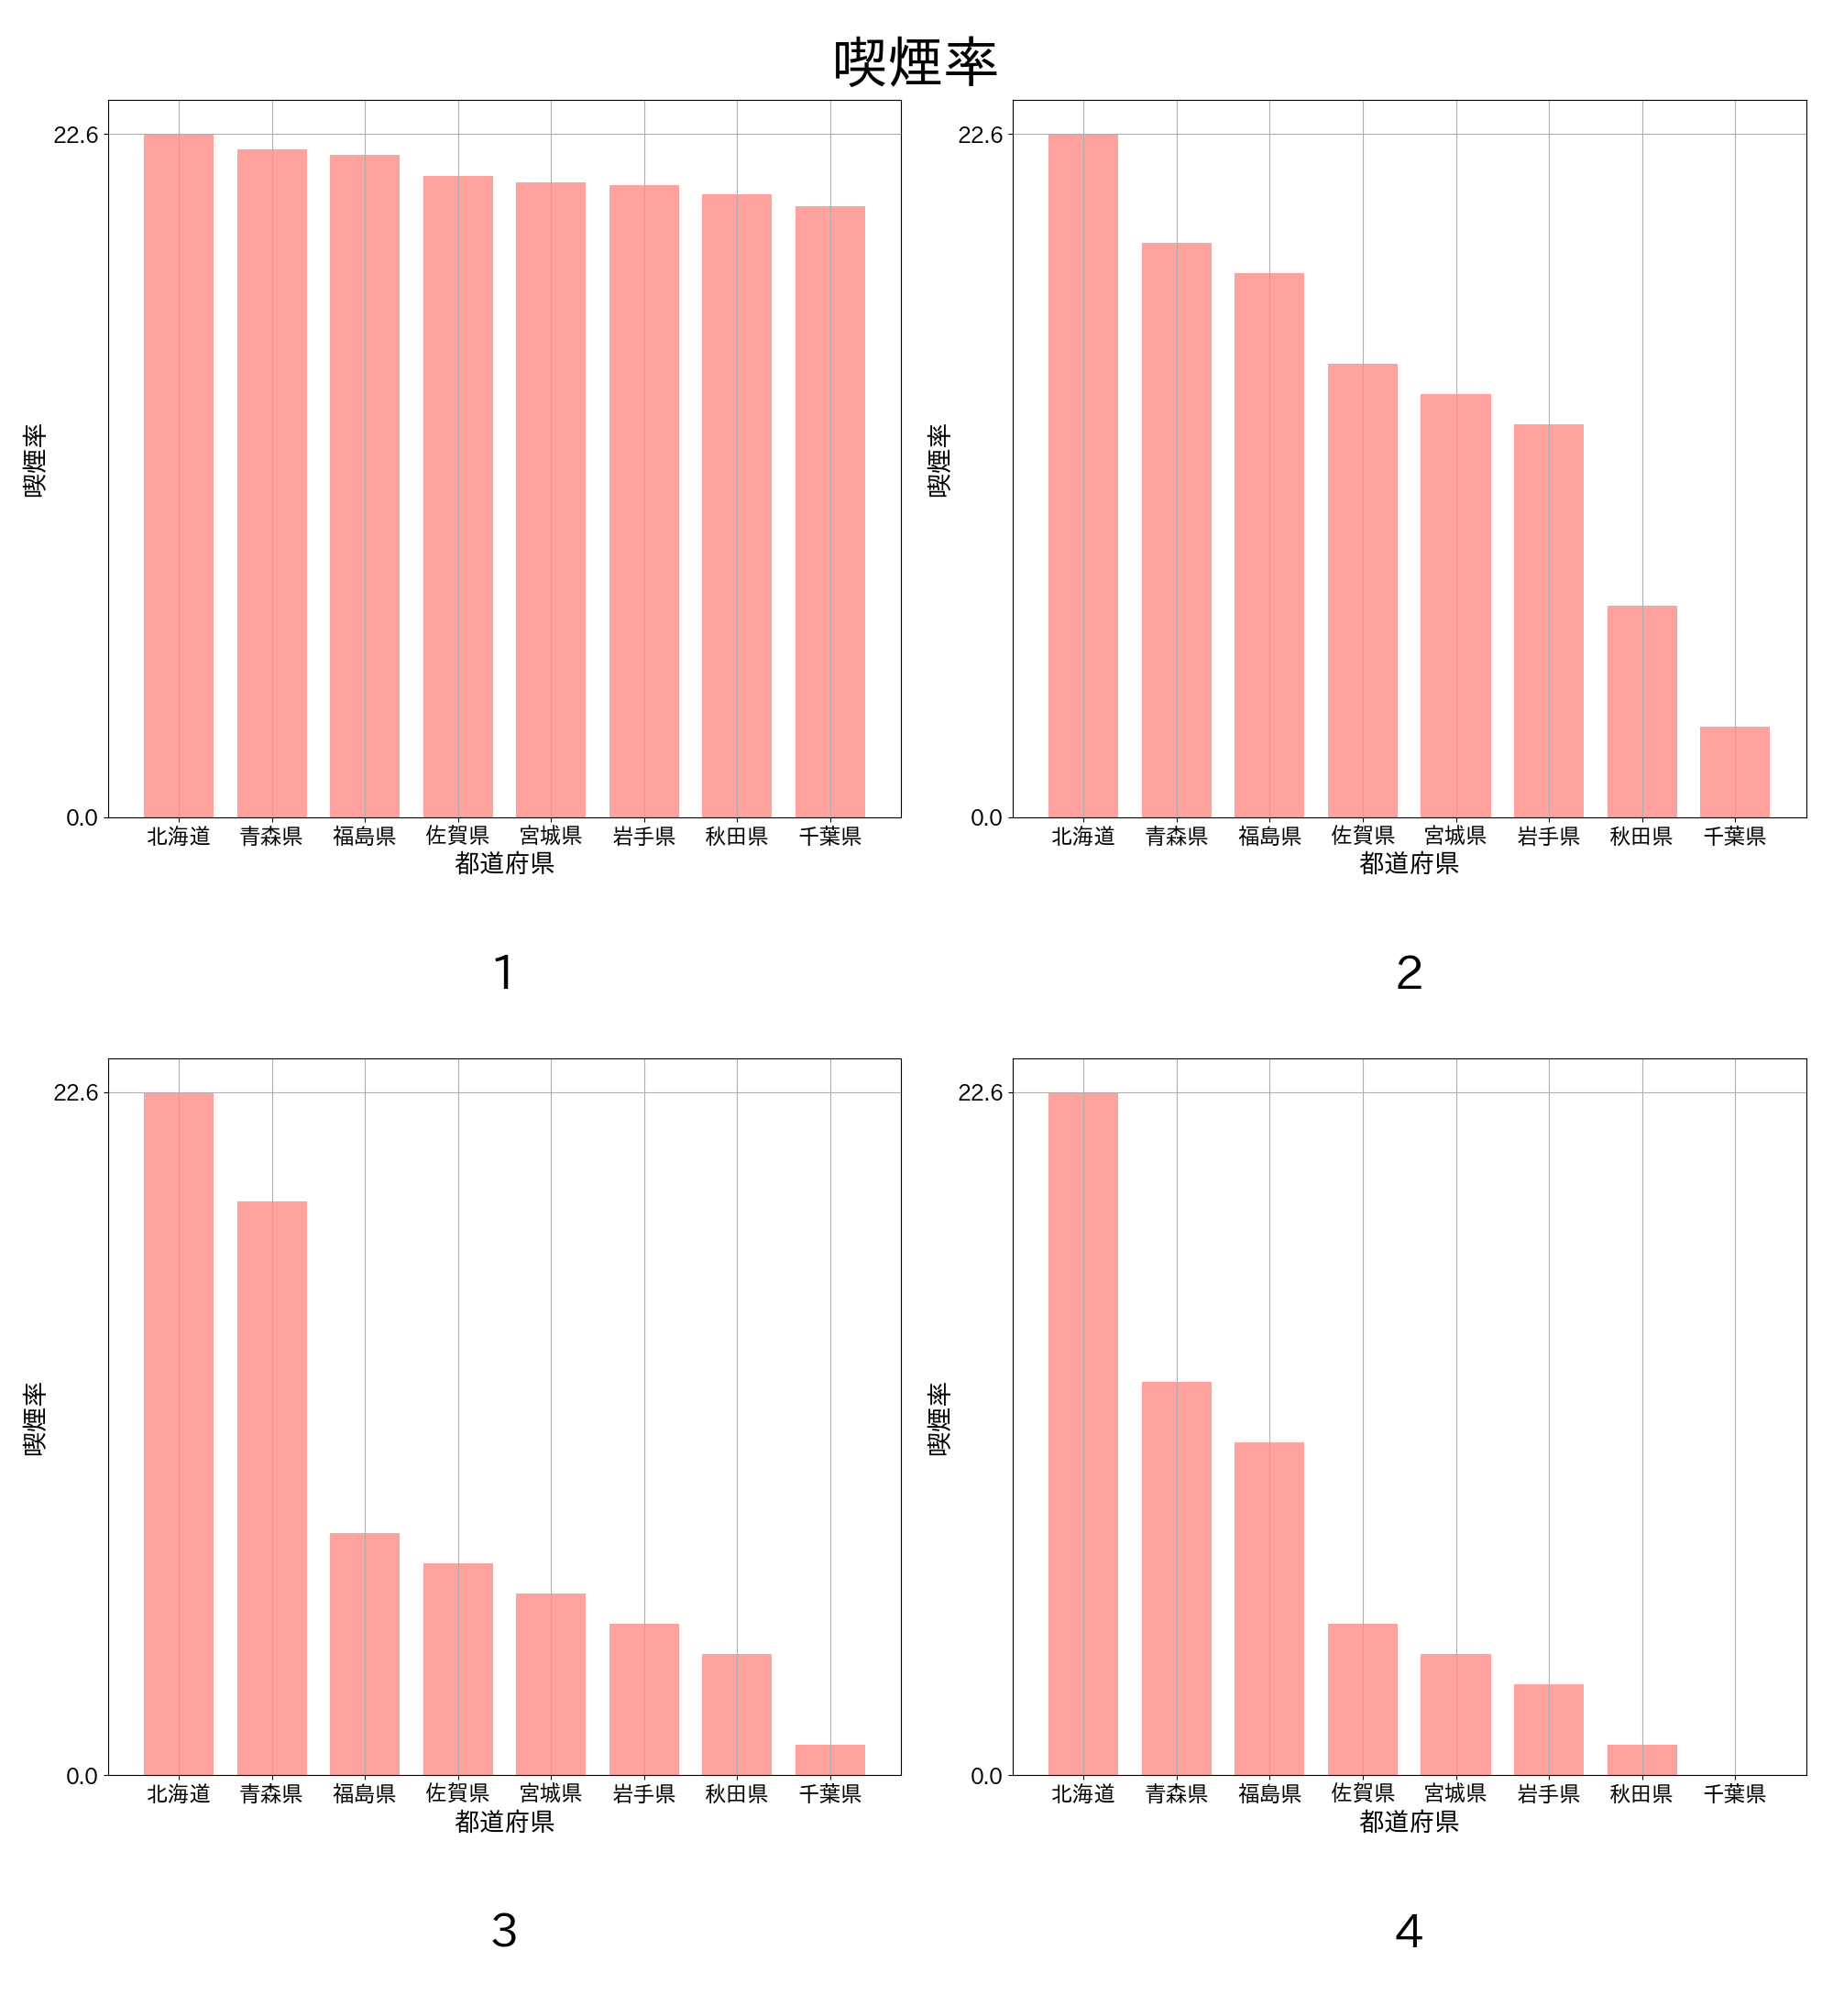 喫煙率
22.6
0.0
喫煙率
北海道 青森県 福島県 佐賀県 宮城県 岩手県 秋田県 千葉県
都道府県
1
22.6
0.0
喫煙率
北海道 青森県 福島県 佐賀県 宮城県 岩手県 秋田県 千葉県
都道府県
2
22.6
0.0
喫煙率
北海道 青森県 福島県 佐賀県 宮城県 岩手県 秋田県 千葉県
都道府県
3
22.6
0.0
喫煙率
北海道 青森県 福島県 佐賀県 宮城県 岩手県 秋田県 千葉県
都道府県
4